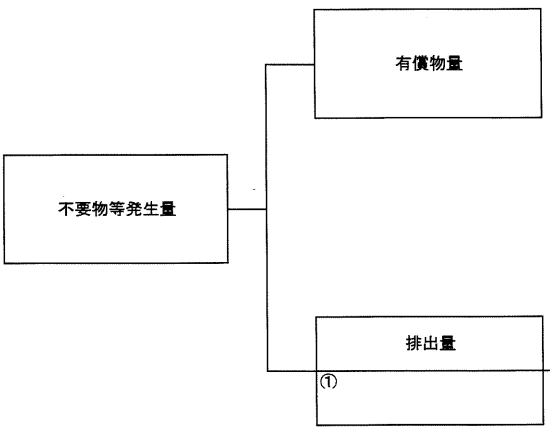 有償物量
不要物等発生量
排出量
①